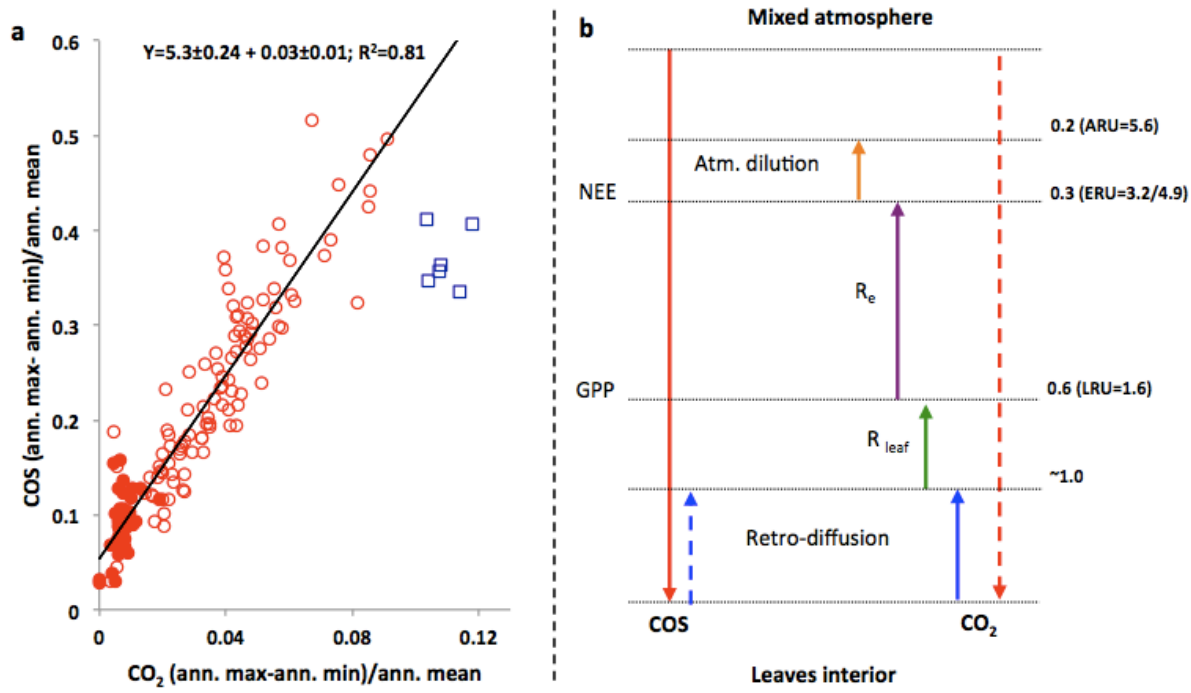 a
Y=5.3±0.24 + 0.03±0.01; R²=0.81
COS (ann. max- ann. min)/ann. mean
0.6
0.5
0.4
0.3
0.2
0.1
0
0
0.04
0.08
0.12
CO₂ (ann. max-ann. min)/ann. mean
b
Mixed atmosphere
0.2 (ARU=5.6)
Atm. dilution
NEE
0.3 (ERU=3.2/4.9)
Rₑ
GPP
0.6 (LRU=1.6)
R leaf
~1.0
Retro-diffusion
COS
CO₂
Leaves interior